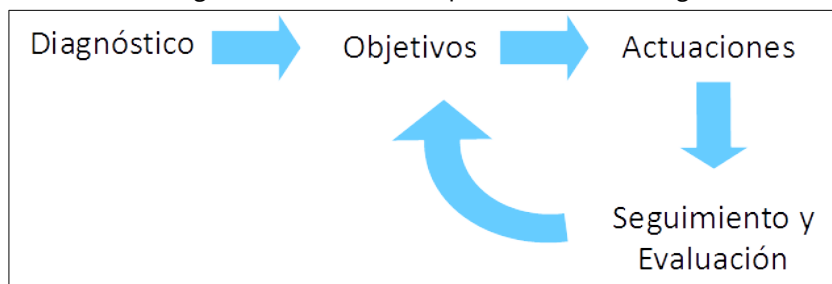 Diagnóstico
Objetivos
Actuaciones
Seguimiento y
Evaluación